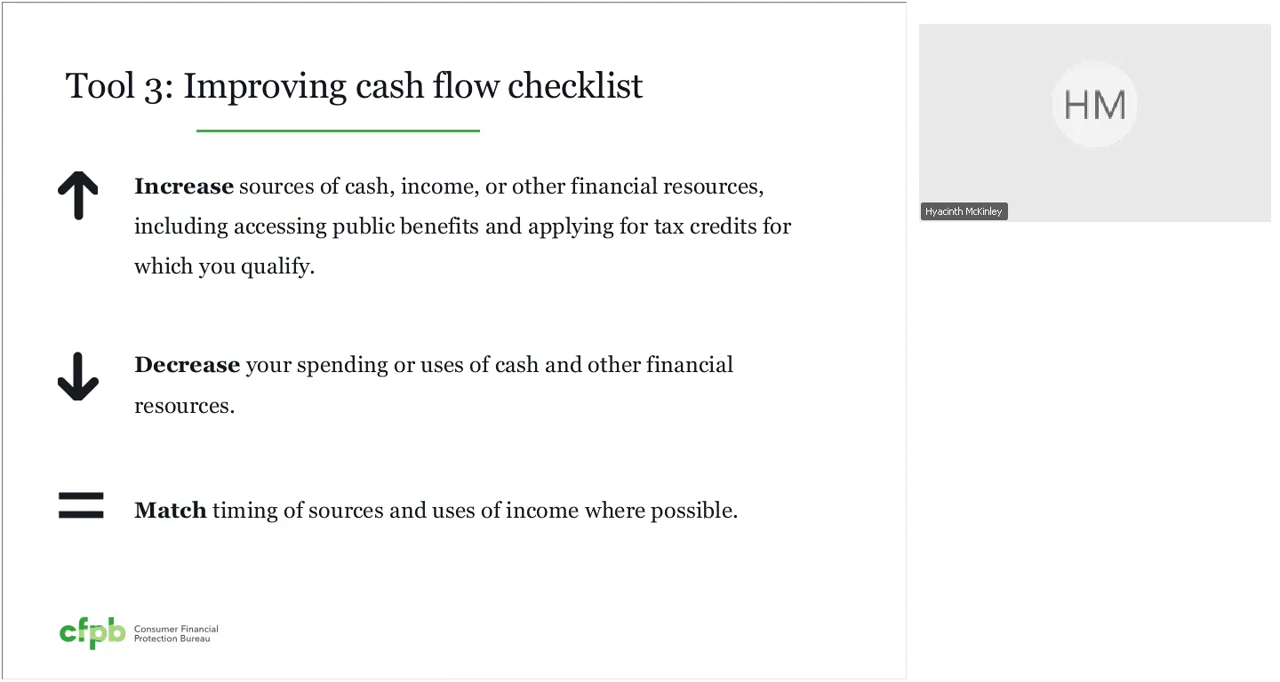 Tool 3: Improving cash flow checklist
Increase sources of cash, income, or other financial resources,
including accessing public benefits and applying for tax credits for
which you qualify.
Decrease your spending or uses of cash and other financial
resources.
Match timing of sources and uses of income where possible.
cfpb
Consumer Financial
Protection Bureau
HM
Hyacinth McKinley